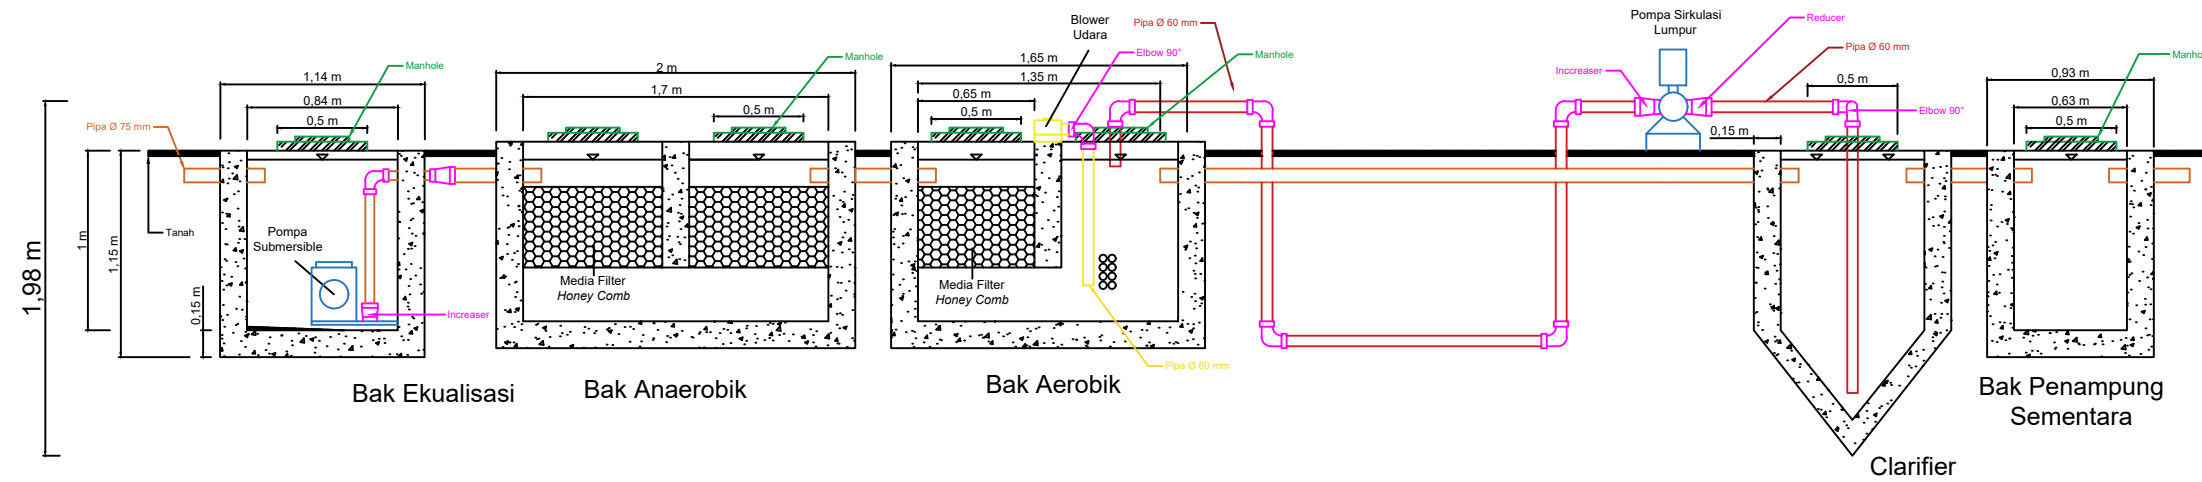 1,98 m
Pipa Ø 75 mm
1,14 m
0,84 m
0,5 m
Manhole
Tanah
1 m
1,15 m
0,15 m
Pompa
Submersible
Increaser
Bak Ekualisasi
2 m
1,7 m
0,5 m
Manhole
Media Filter
Honey Comb
Bak Anaerobik
Blower
Udara
Pipa Ø 60 mm
Elbow 90°
Manhole
1,65 m
1,35 m
0,65 m
0,5 m
Media Filter
Honey Comb
Pipa Ø 60 mm
Bak Aerobik
Pompa Sirkulasi
Lumpur
Reducer
Inccreaser
Pipa Ø 60 mm
0,5 m
Elbow 90°
0,15 m
Clarifier
Manho
0,93 m
0,63 m
0,5 m
Bak Penampung
Sementara